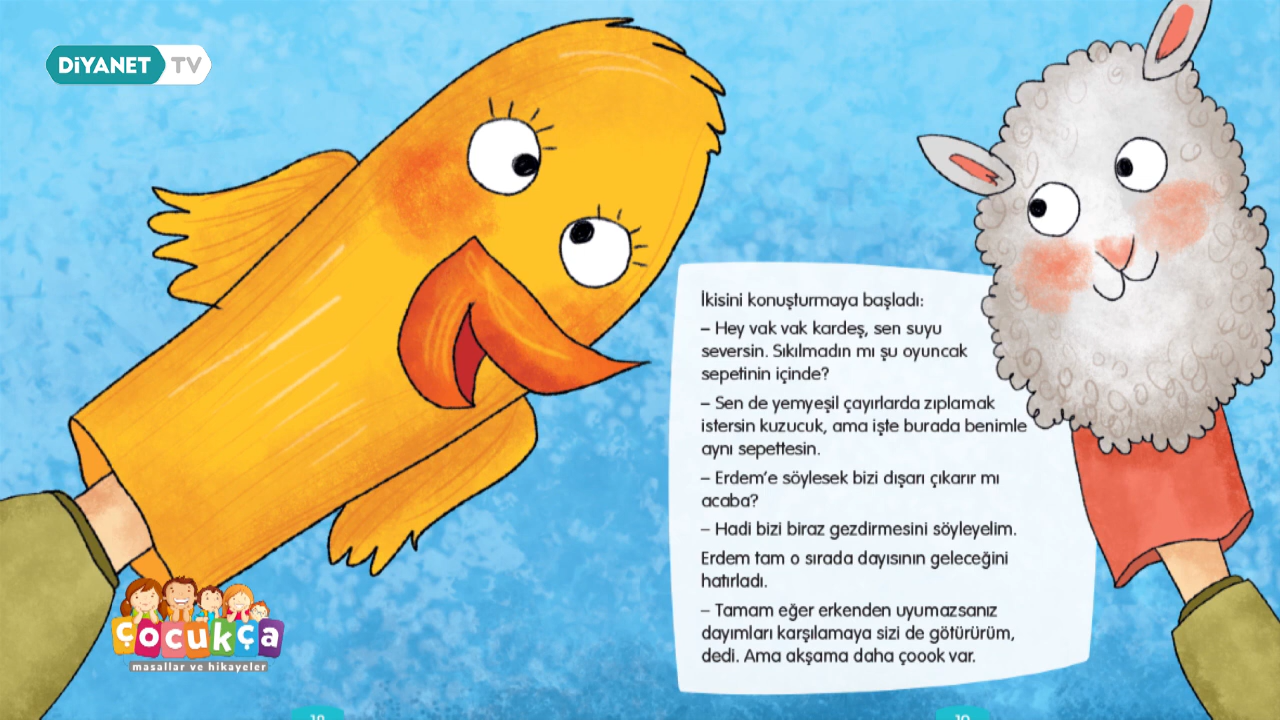 DİYANET TV
İkisini konuşturmaya başladı:
– Hey vak vak kardeş, sen suyu
seversin. Sıkılmadın mı şu oyuncak
sepetinin içinde?
– Sen de yemyeşil çayırlarda zıplamak
istersin kuzucuk, ama işte burada benimle
aynı sepettesin.
– Erdem’e söylesek bizi dışarı çıkarır mı
acaba?
– Hadi bizi biraz gezdirmesini söyleyelim.
Erdem tam o sırada dayısının geleceğini
hatırladı.
– Tamam eğer erkenden uyumazsanız
dayımları karşılamaya sizi de götürürüm,
dedi. Ama akşama daha çoook var.
çocukça
masallar ve hikayeler